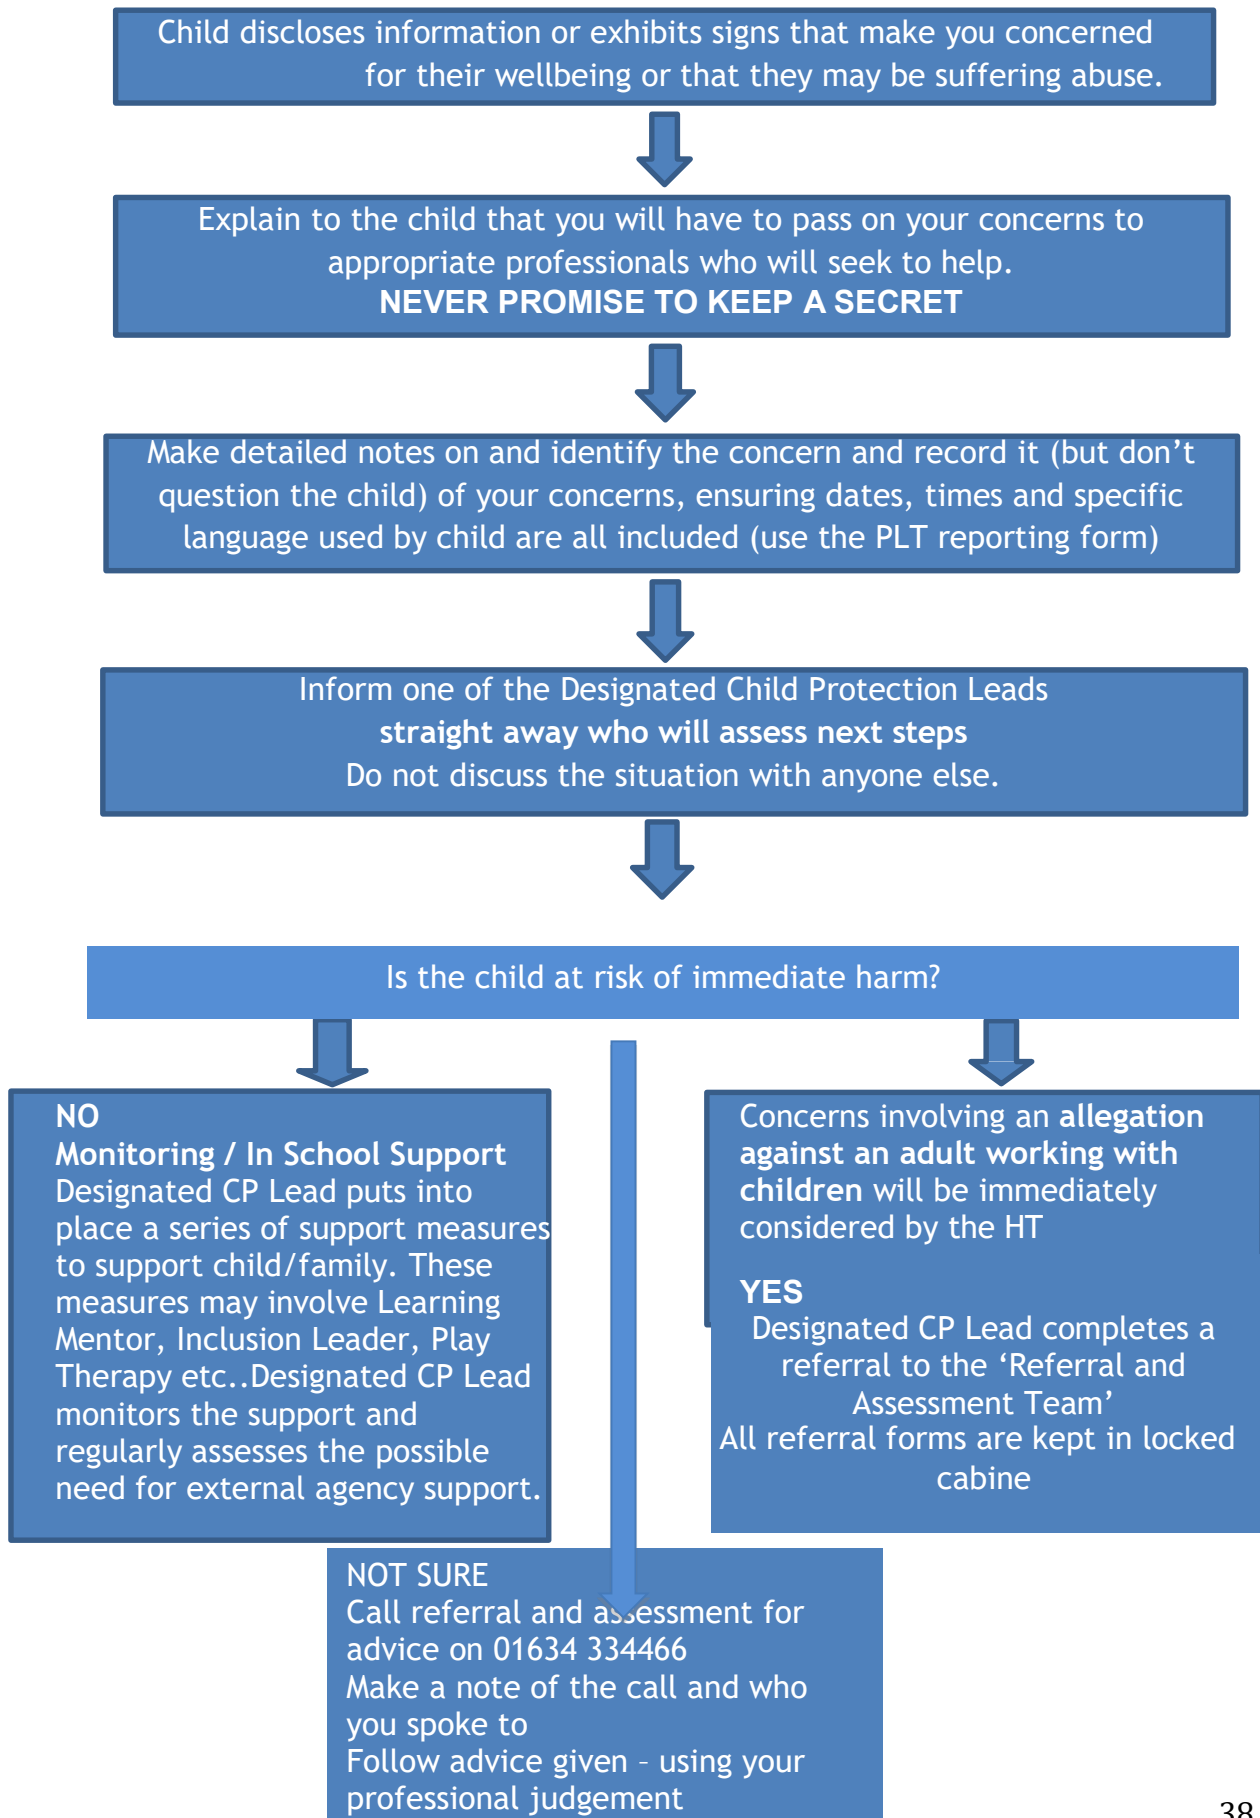 Child discloses information or exhibits signs that make you concerned
for their wellbeing or that they may be suffering abuse.
Explain to the child that you will have to pass on your concerns to
appropriate professionals who will seek to help.
NEVER PROMISE TO KEEP A SECRET
Make detailed notes on and identify the concern and record it (but don’t
question the child) of your concerns, ensuring dates, times and specific
language used by child are all included (use the PLT reporting form)
Inform one of the Designated Child Protection Leads
straight away who will assess next steps
Do not discuss the situation with anyone else.
Is the child at risk of immediate harm?
NO
Monitoring / In School Support
Designated CP Lead puts into
place a series of support measures
to support child/family. These
measures may involve Learning
Mentor, Inclusion Leader, Play
Therapy etc..Designated CP Lead
monitors the support and
regularly assesses the possible
need for external agency support.
Concerns involving an allegation
against an adult working with
children will be immediately
considered by the HT
YES
Designated CP Lead completes a
referral to the ‘Referral and
Assessment Team’
All referral forms are kept in locked
cabine
NOT SURE
Call referral and assessment for
advice on 01634 334466
Make a note of the call and who
you spoke to
Follow advice given – using your
professional judgement
38